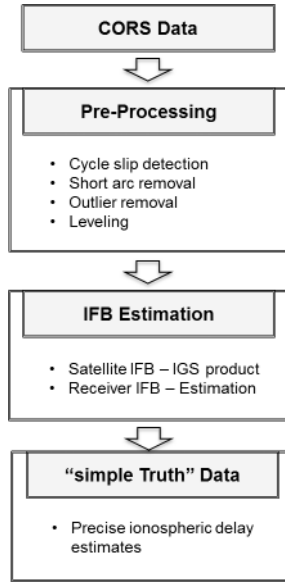 CORS Data
Pre-Processing
• Cycle slip detection
• Short arc removal
• Outlier removal
• Leveling
IFB Estimation
• Satellite IFB – IGS product
• Receiver IFB – Estimation
“simple Truth” Data
• Precise ionospheric delay
estimates